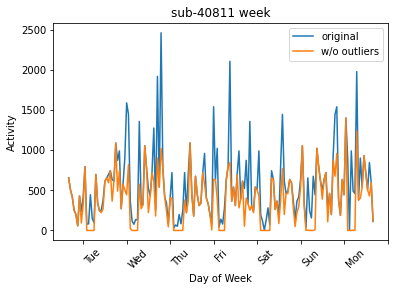 sub-40811 week
original
w/o outliers
2500
2000
1500
1000
500
0
Activity
Tue
Wed
Thu
Fri
Sat
Sun
Mon
Day of Week